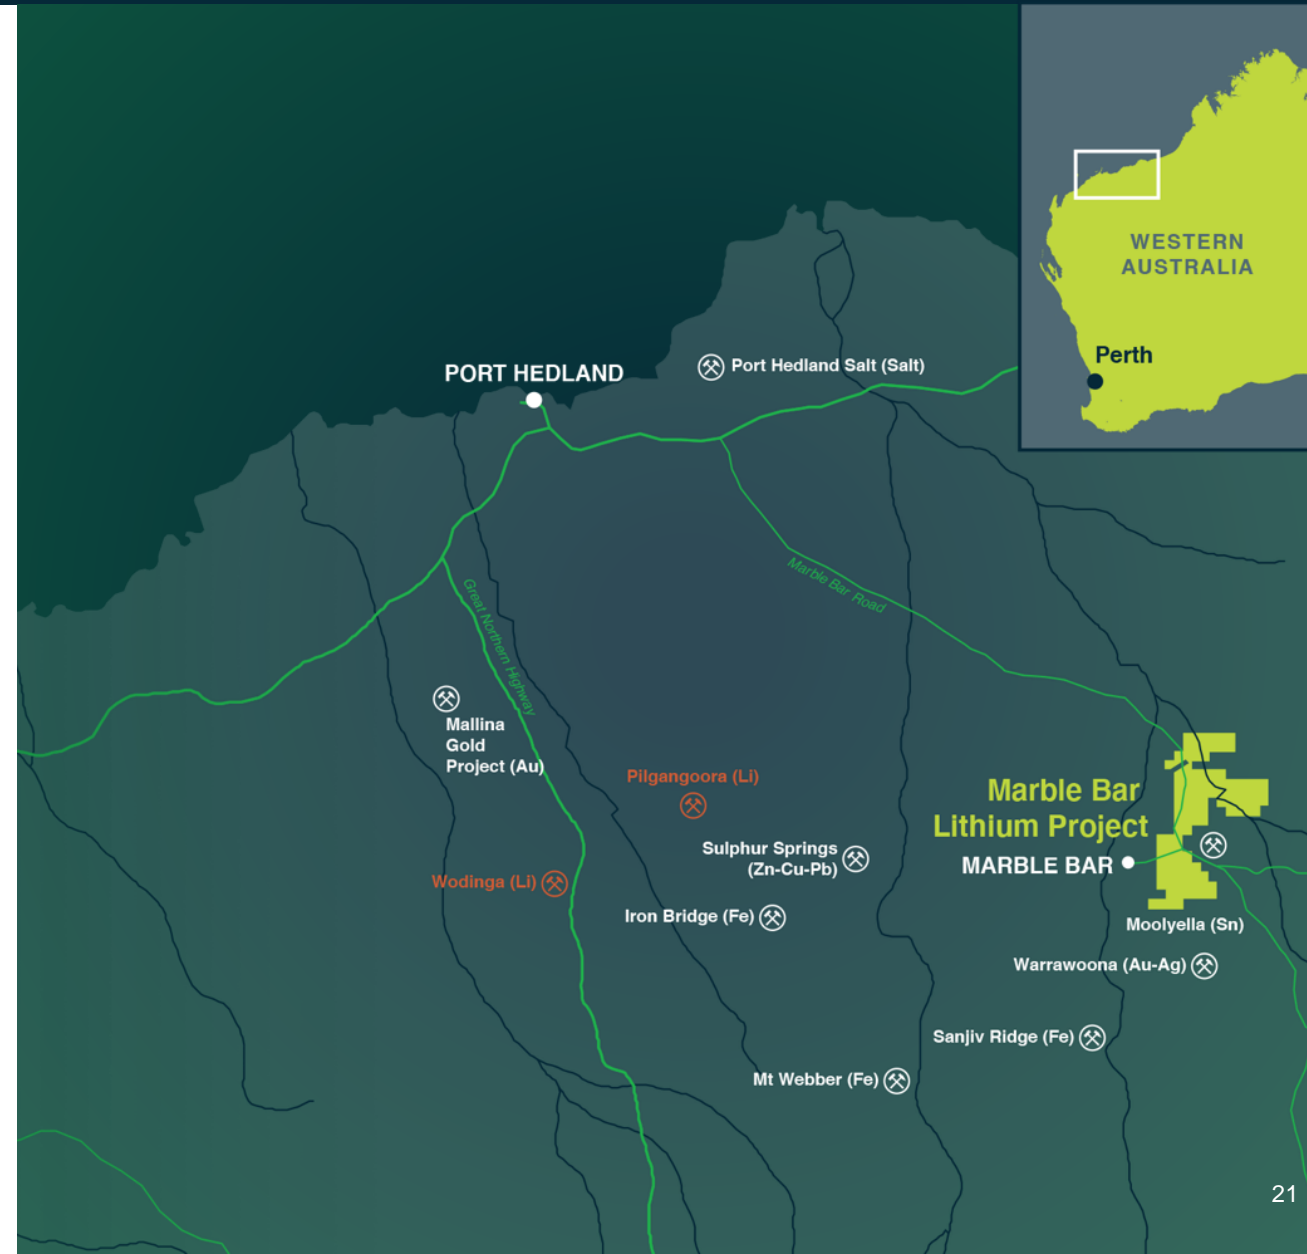 WESTERN
AUSTRALIA
Perth
PORT HEDLAND
Port Hedland Salt (Salt)
Marble Bar Road
Great Northern Highway
Mallina
Gold
Project (Au)
Pilgangoora (Li)
Marble Bar
Lithium Project
Sulphur Springs
(Zn-Cu-Pb)
MARBLE BAR
Wodinga (Li)
Iron Bridge (Fe)
Moolyella (Sn)
Warrawoona (Au-Ag)
Sanjiv Ridge (Fe)
Mt Webber (Fe)
21